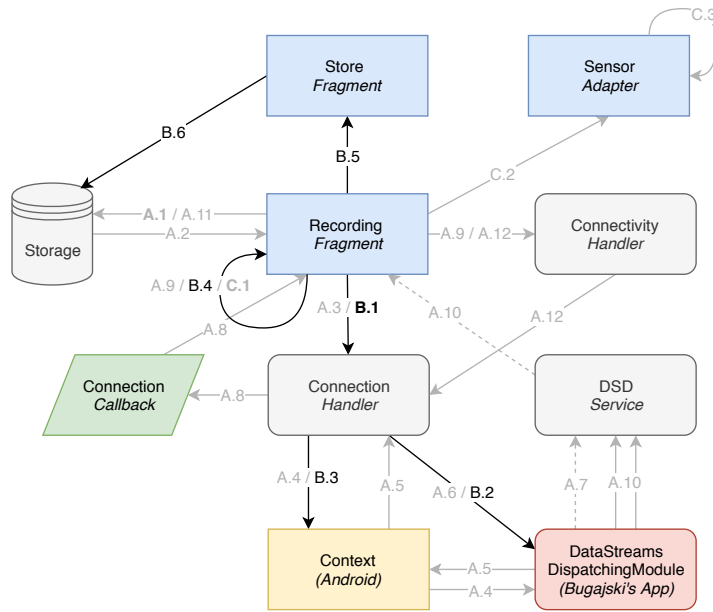 C.3
Store
Fragment
Sensor
Adapter
B.6
B.5
C.2
A.1 / A.11
A.2
Storage
Recording
Fragment
A.9 / A.12
Connectivity
Handler
A.9 / B.4 / C.1
A.3 / B.1
A.10
A.12
A.8
Connection
Callback
A.8
Connection
Handler
DSD
Service
A.4 / B.3
A.5
A.6 / B.2
A.7
A.10
Context
(Android)
A.5
A.4
DataStreams
DispatchingModule
(Bugajski's App)